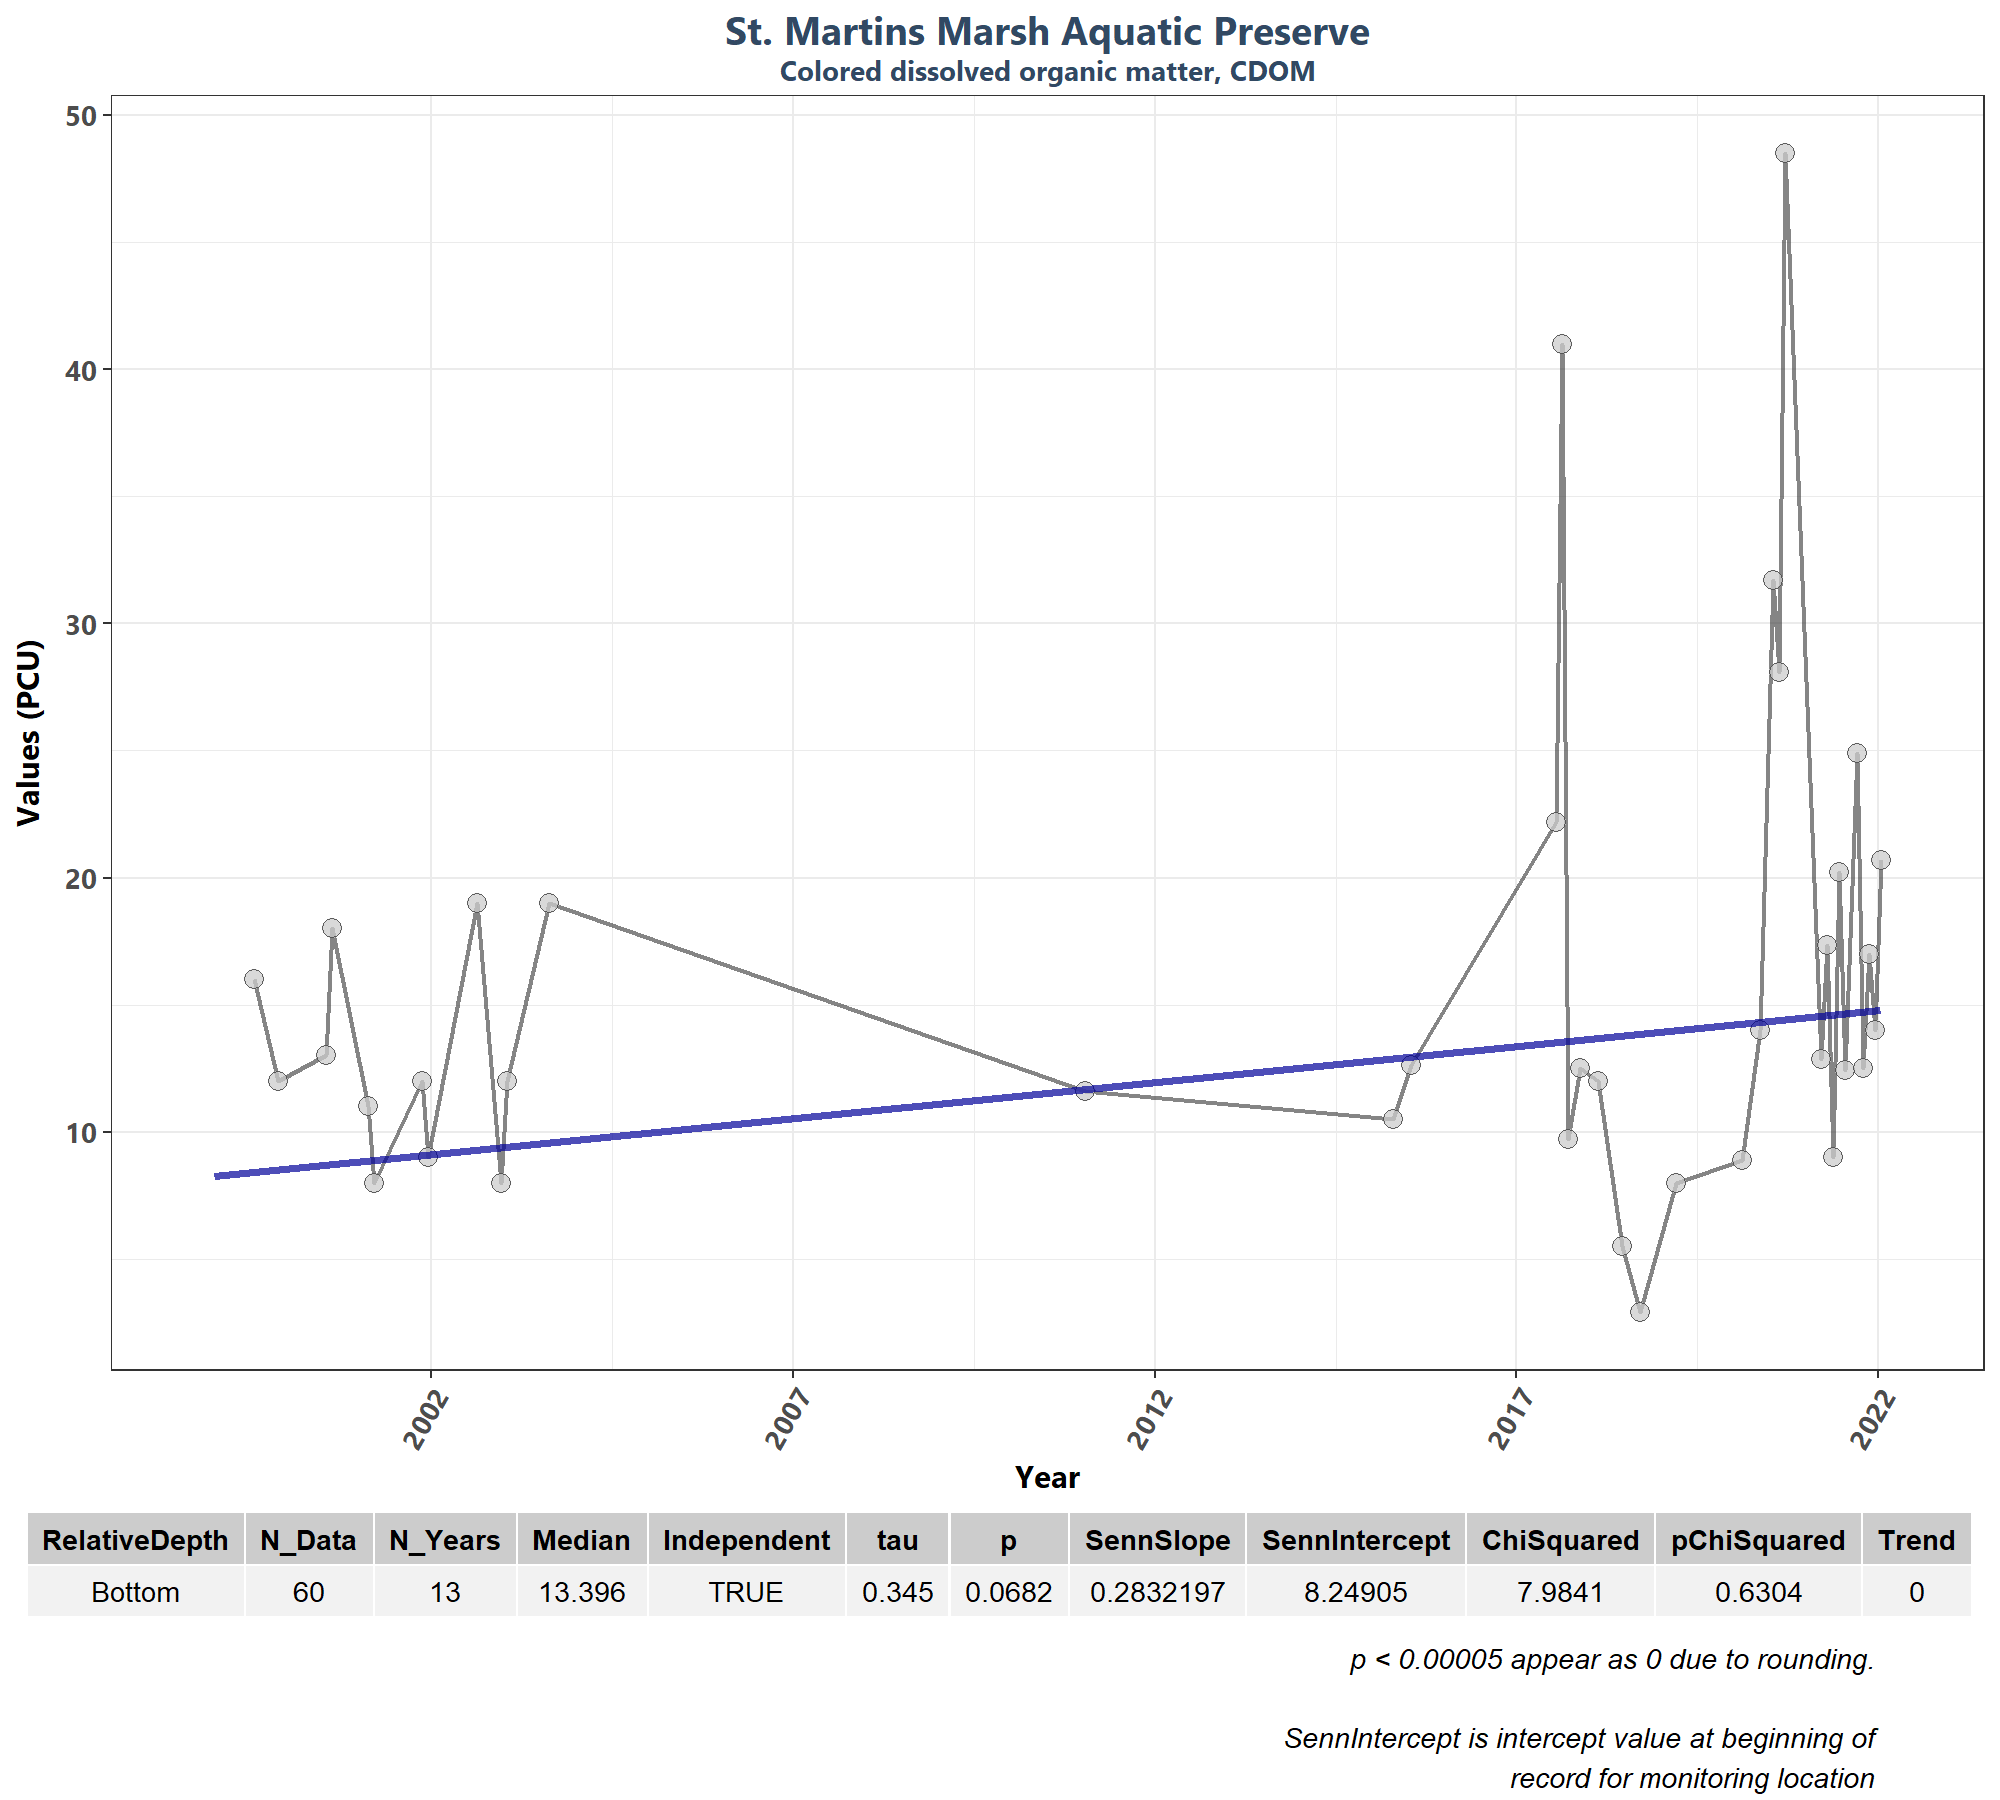 St. Martins Marsh Aquatic Preserve
Colored dissolved organic matter, CDOM
50
40
30
20
10
Values (PCU)
2002 2007 2012 2017 2022
Year
RelativeDepth N_Data N_Years Median Independent tau p SennSlope SennIntercept ChiSquared pChiSquared Trend
Bottom 60 13 13.396 TRUE 0.345 0.0682 0.2832197 8.24905 7.9841 0.6304 0
p < 0.00005 appear as 0 due to rounding.
SennIntercept is intercept value at beginning of
record for monitoring location